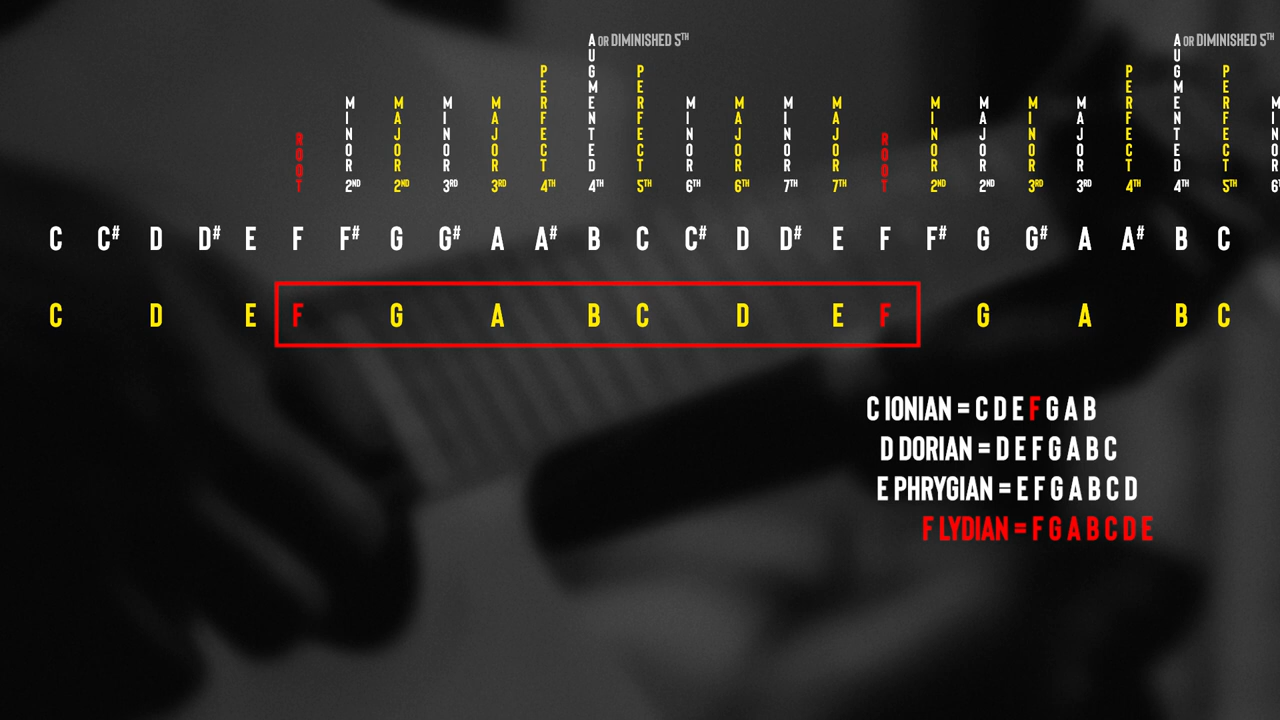 AUGMENTED 4TH OR DIMINISHED 5TH AUGMENTED 4TH OR DIMINISHED 5TH
ROOT MINOR 2ND MAJOR 2ND MINOR 3RD MAJOR 3RD PERFECT 4TH PERFECT 5TH MINOR 6TH MAJOR 6TH MINOR 7TH MAJOR 7TH ROOT MINOR 2ND MAJOR 2ND MINOR 3RD MAJOR 3RD PERFECT 4TH PERFECT 5TH MINOR 6T
C C# D D# E F F# G G# A A# B C C# D D# E F F# G G# A A# B C
C D E F G A B C D E F G A B C
C IONIAN = C D E F G A B
D DORIAN = D E F G A B C
E PHRYGIAN = E F G A B C D
F LYDIAN = F G A B C D E